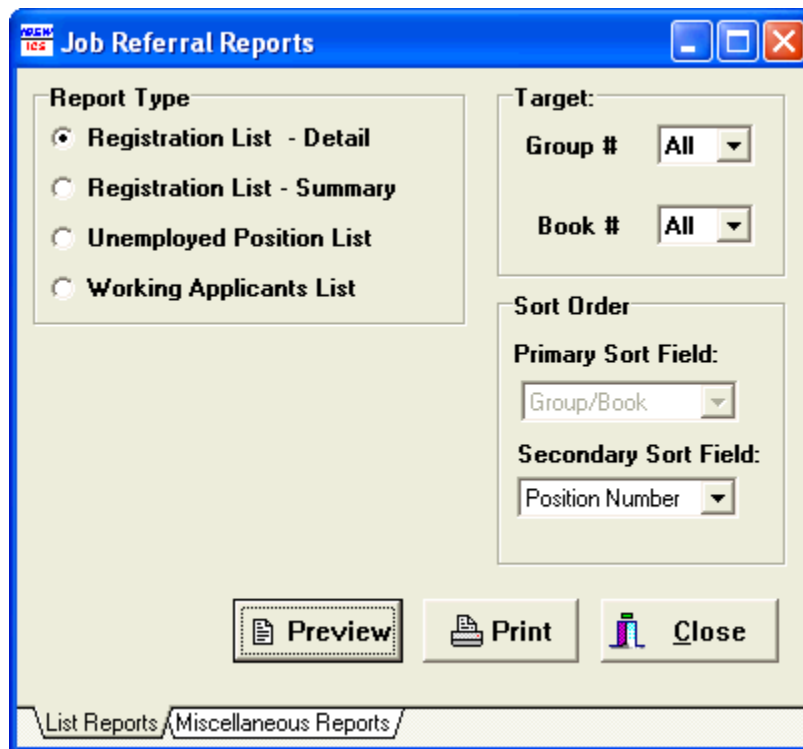 Job Referral Reports
Report Type
Registration List - Detail
Registration List - Summary
Unemployed Position List
Working Applicants List
Target:
Group # All
Book # All
Sort Order
Primary Sort Field:
Group/Book
Secondary Sort Field:
Position Number
Preview Print Close
List Reports Miscellaneous Reports